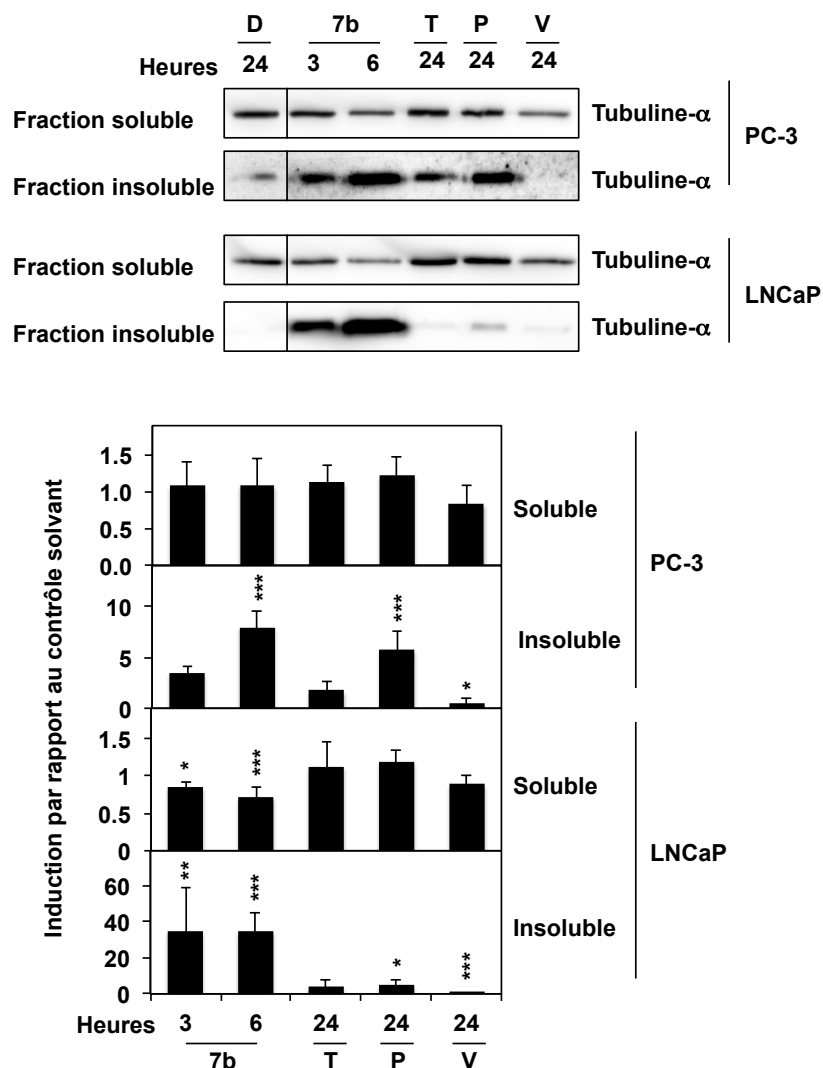 D 7b T P V
Heures 24 3 6 24 24 24
Fraction soluble Tubuline-α
PC-3
Fraction insoluble Tubuline-α
Fraction soluble Tubuline-α
LNCaP
Fraction insoluble Tubuline-α
Induction par rapport au contrôle solvant
1.5
1.0
0.5
0.0
Soluble
PC-3
***
***
*
10
5
0
Insoluble
*
***
1.5
1
0.5
0
Soluble
LNCaP
**
***
*
***
60
40
20
0
Insoluble
Heures 3 6 24 24 24
7b T P V